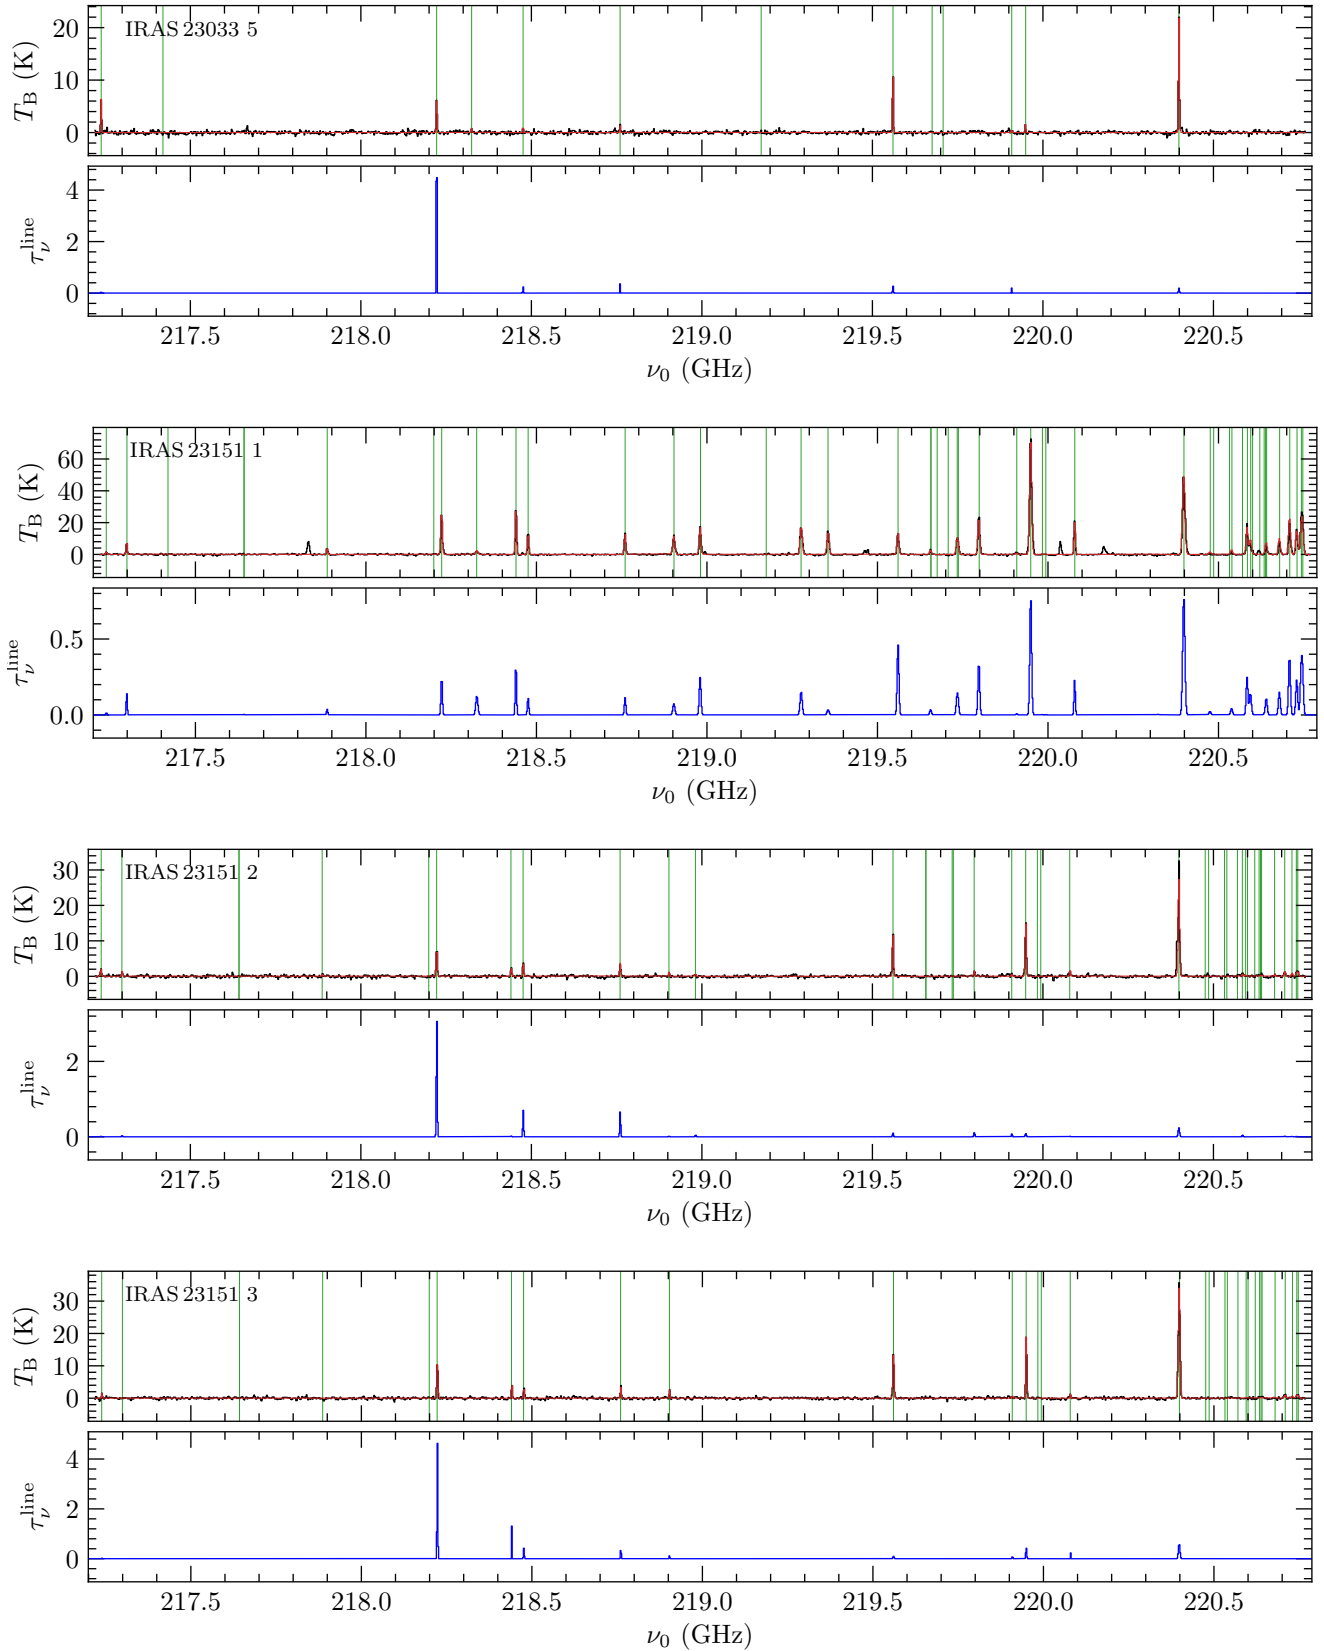 IRAS 23033 5
T_B (K)
20
10
0
τ_ν^line
4
2
0
217.5 218.0 218.5 219.0 219.5 220.0 220.5
ν_0 (GHz)
IRAS 23151 1
T_B (K)
60
40
20
0
τ_ν^line
0.5
0.0
217.5 218.0 218.5 219.0 219.5 220.0 220.5
ν_0 (GHz)
IRAS 23151 2
T_B (K)
30
20
10
0
τ_ν^line
2
0
217.5 218.0 218.5 219.0 219.5 220.0 220.5
ν_0 (GHz)
IRAS 23151 3
T_B (K)
30
20
10
0
τ_ν^line
4
2
0
217.5 218.0 218.5 219.0 219.5 220.0 220.5
ν_0 (GHz)